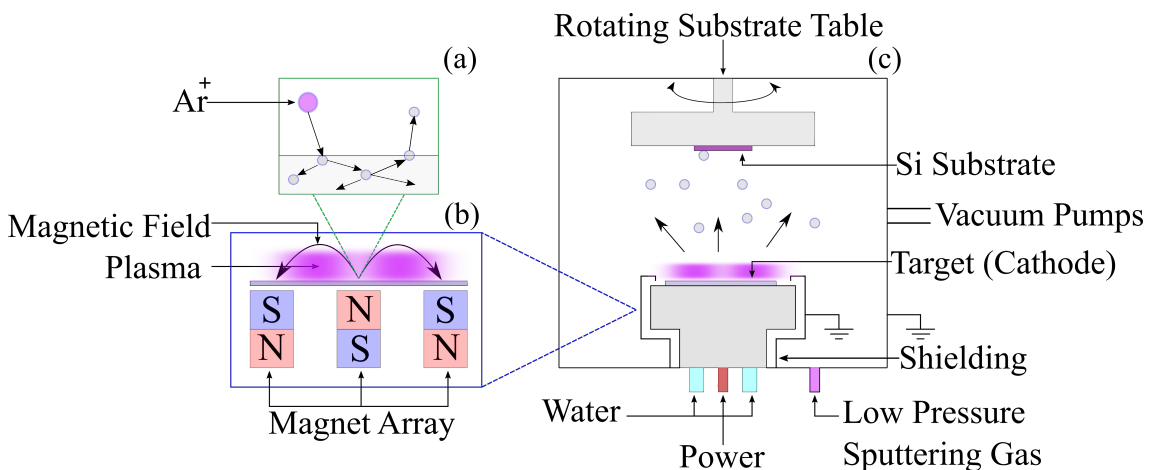 Rotating Substrate Table
(a)
(c)
+
Ar
Si Substrate
(b)
Magnetic Field
Vacuum Pumps
Plasma
Target (Cathode)
S
N
S
N
S
N
Shielding
Magnet Array
Water
Low Pressure
Sputtering Gas
Power